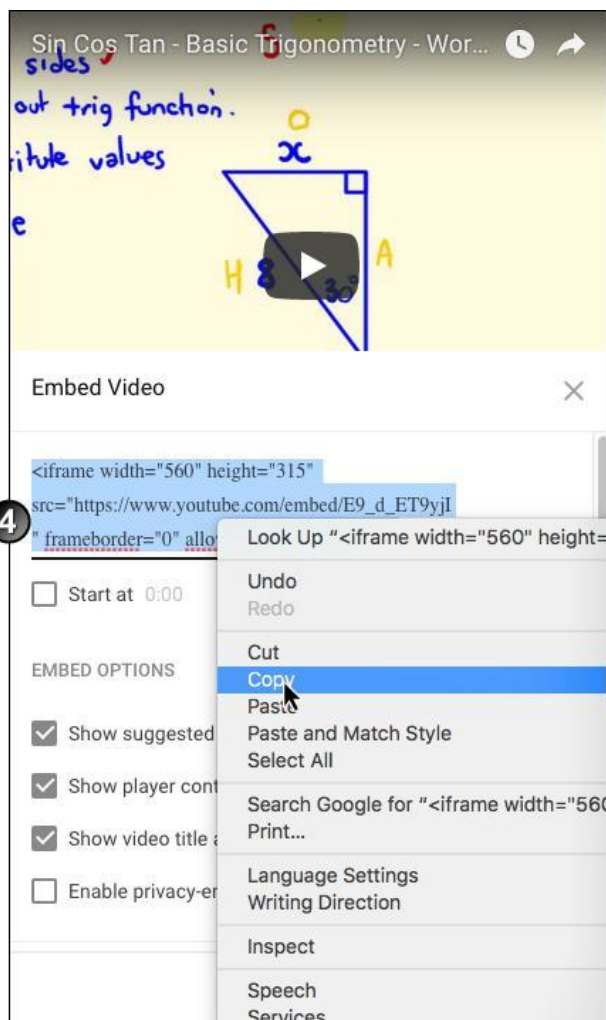 Sin Cos Tan - Basic Trigonometry - Wor...
sides
S
out trig function.
O
itute values
x
e
H 8
A
30°
Embed Video
<iframe width="560" height="315"
src="https://www.youtube.com/embed/E9_d_ET9yjI
" frameborder="0" allo
4
Look Up "<iframe width="560" height=
Start at 0:00
Undo
Redo
Cut
EMBED OPTIONS
Copy
Paste
Show suggested
Paste and Match Style
Select All
Show player cont
Search Google for "<iframe width="560
Print...
Show video title a
Language Settings
Enable privacy-en
Writing Direction
Inspect
Speech
Services